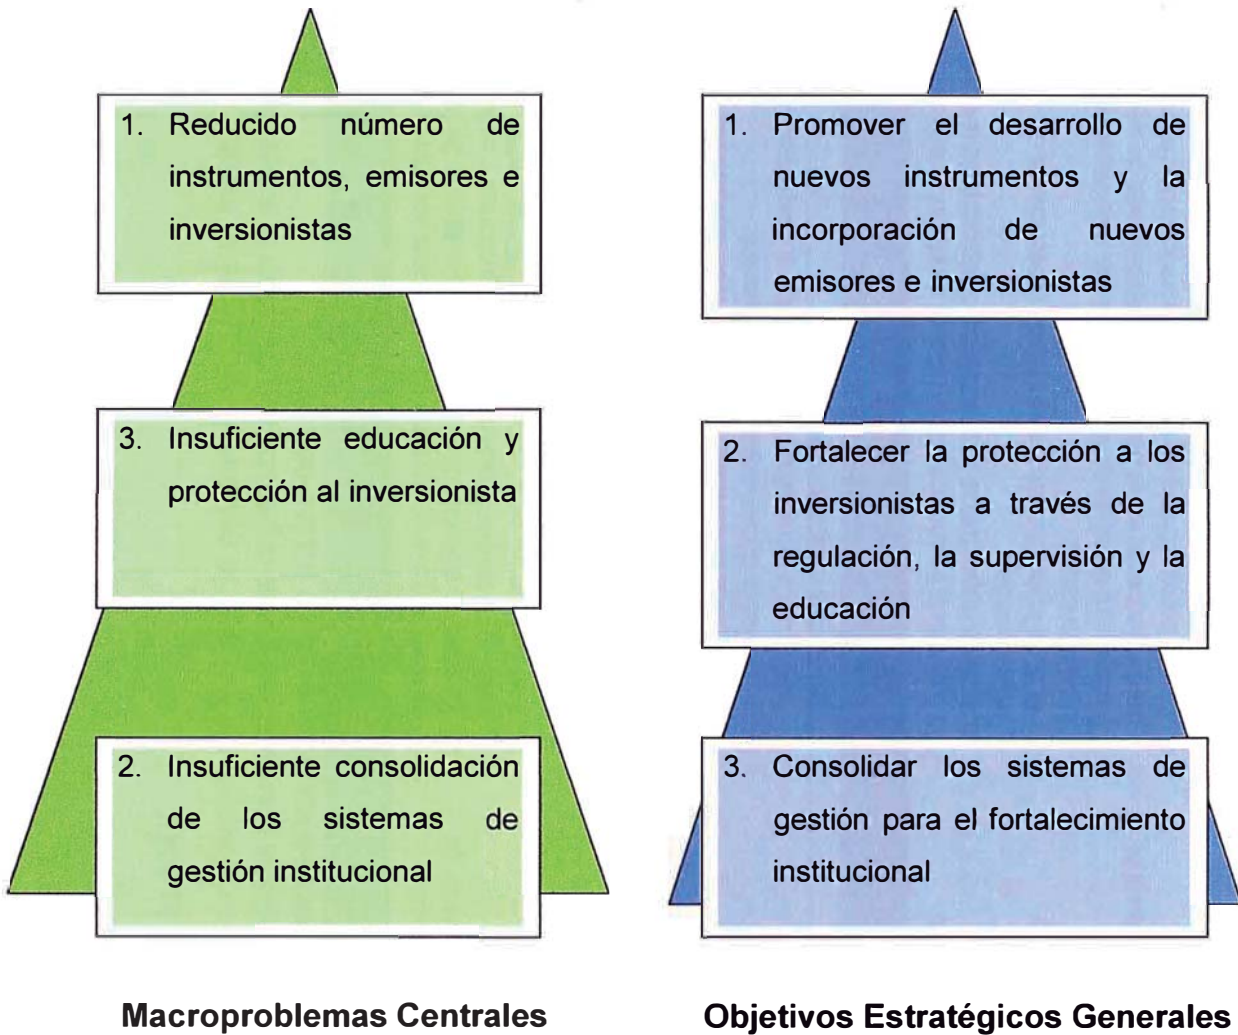 1. Reducido número de
instrumentos, emisores e
inversionistas
3. Insuficiente educación y
protección al inversionista
2. Insuficiente consolidación
de los sistemas de
gestión institucional
Macroproblemas Centrales
1. Promover el desarrollo de
nuevos instrumentos y la
incorporación de nuevos
emisores e inversionistas
2. Fortalecer la protección a los
inversionistas a través de la
regulación, la supervisión y la
educación
3. Consolidar los sistemas de
gestión para el fortalecimiento
institucional
Objetivos Estratégicos Generales